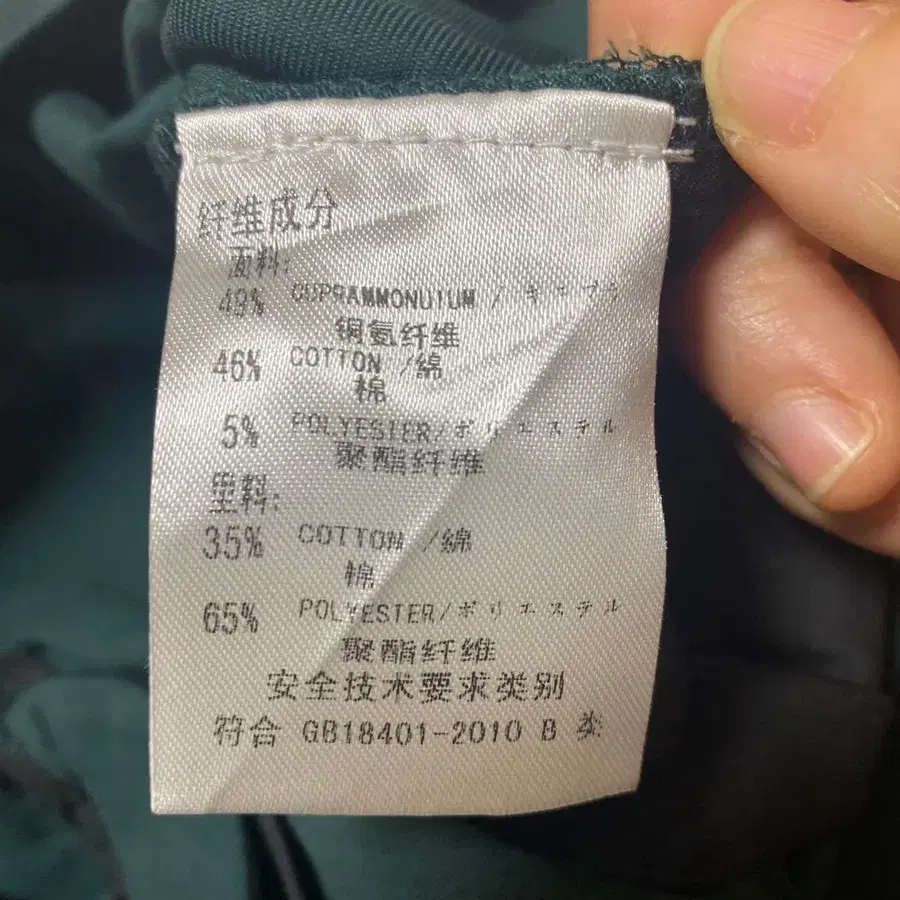 纤维成分
面料:
49% CUPRAMMONUIUM / キュプラ
铜氨纤维
46% COTTON /綿
棉
5% POLYESTER/ポリエステル
聚酯纤维
里料:
35% COTTON /綿
棉
65% POLYESTER/ポリエステル
聚酯纤维
安全技术要求类别
符合 GB18401-2010 B 类